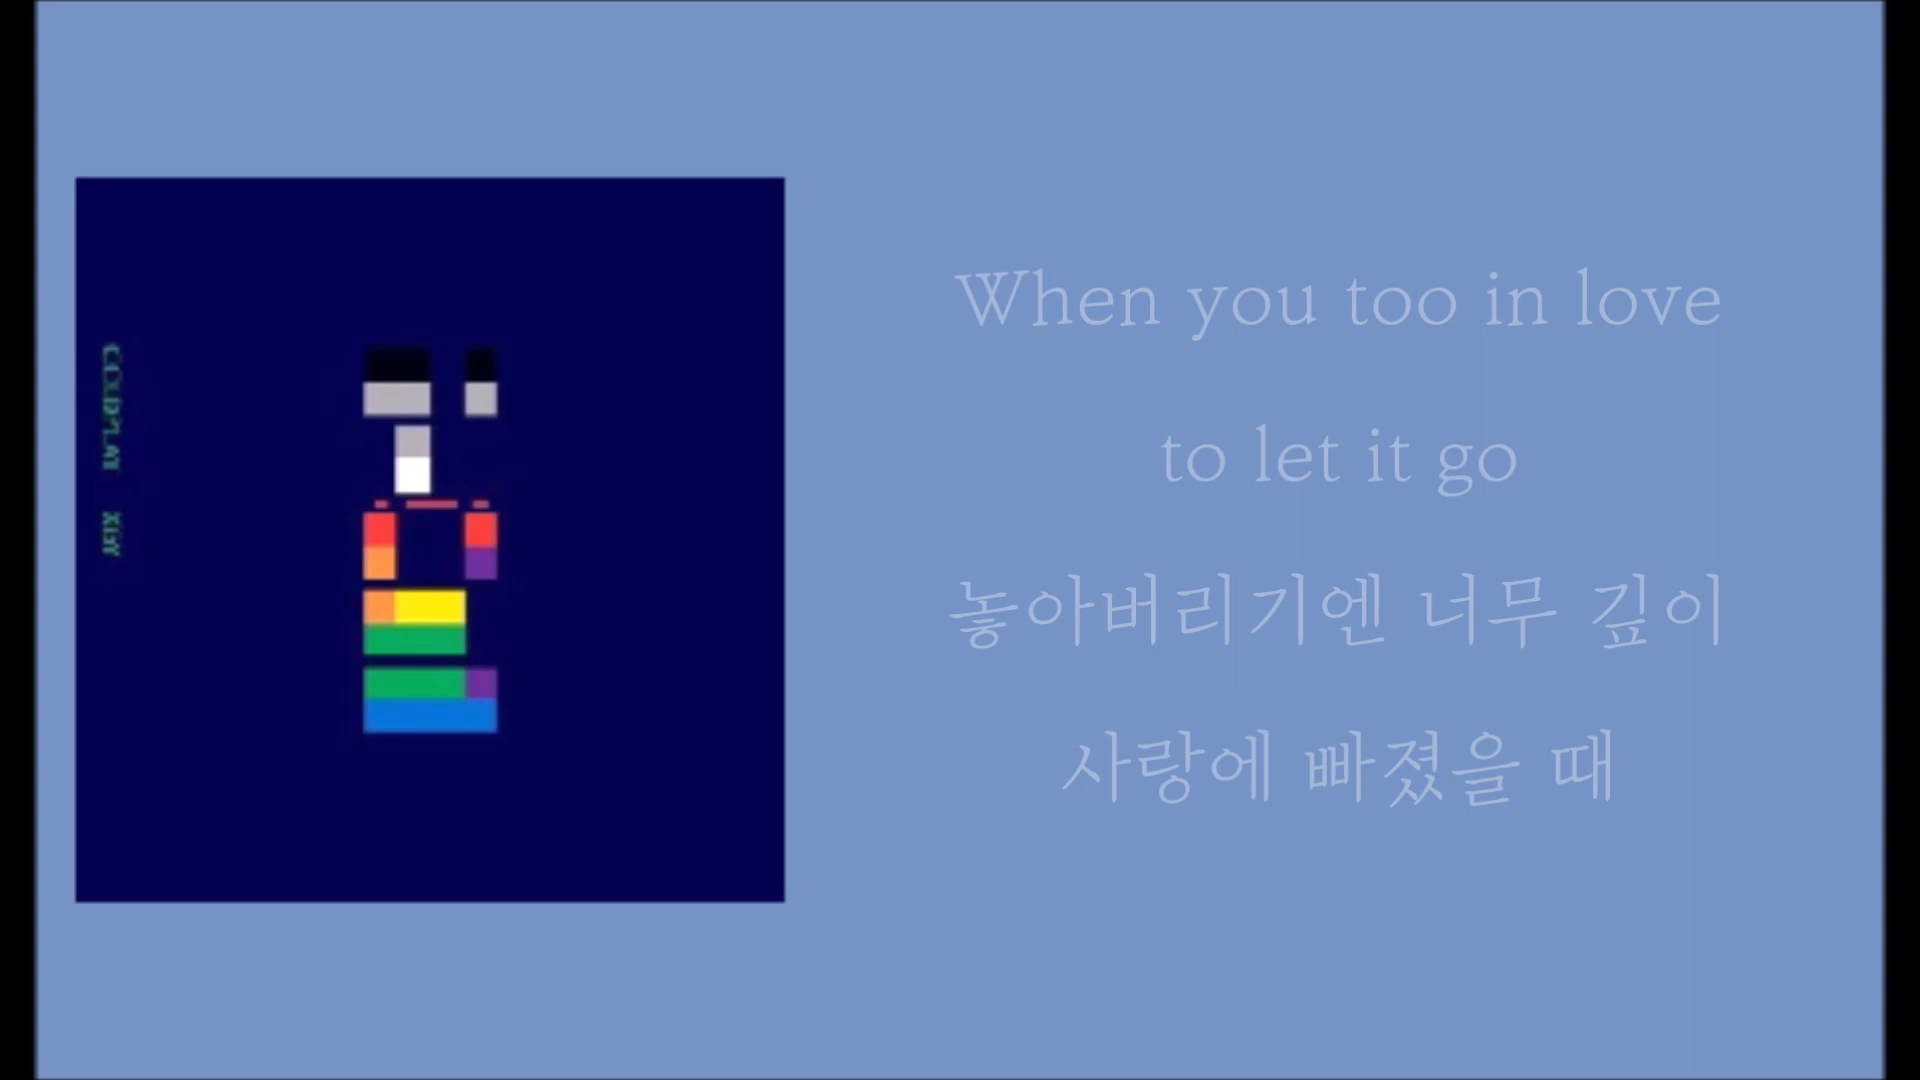 COLDPLAY X&Y
When you too in love
to let it go
놓아버리기엔 너무 깊이
사랑에 빠졌을 때